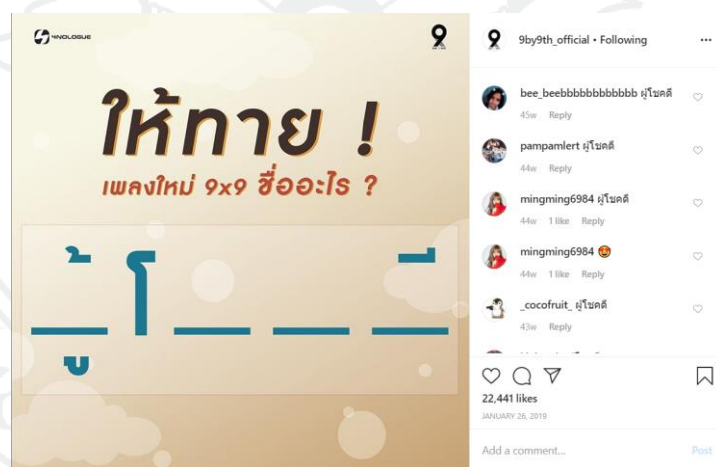 4NOLOGUE
9
ให้ทาย !
เพลงใหม่ 9x9 ชื่ออะไร ?
_ู้ โ_ _ _ี
9by9th_official • Following
bee_beebbbbbbbbbbbb ผู้โชคดี
45w Reply
pampamlert ผู้โชคดี
44w Reply
mingming6984 ผู้โชคดี
44w 1 like Reply
mingming6984 🤩
44w 1 like Reply
_cocofruit_ ผู้โชคดี
43w Reply
22,441 likes
JANUARY 26, 2019
Add a comment...
Post